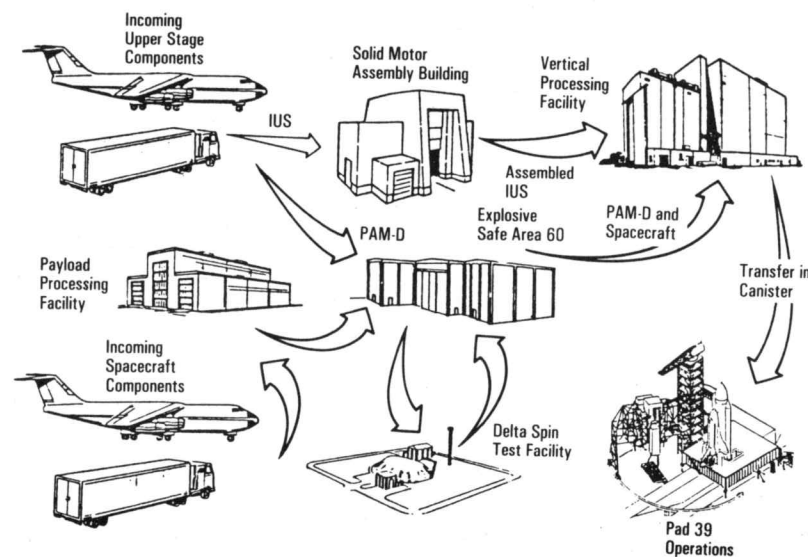 Incoming
Upper Stage
Components
Solid Motor
Assembly Building
Vertical
Processing
Facility
IUS
Assembled
IUS
Explosive
Safe Area 60
PAM-D
PAM-D and
Spacecraft
Payload
Processing
Facility
Transfer in
Canister
Incoming
Spacecraft
Components
Delta Spin
Test Facility
Pad 39
Operations